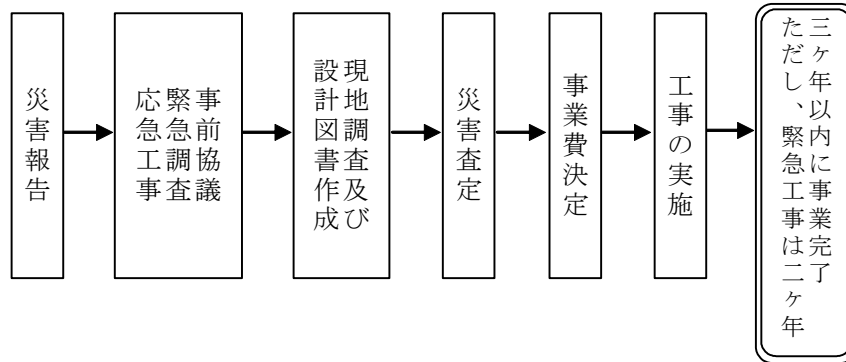 災害報告
事前協議
緊急調査
応急工事
現地調査及び
設計図書作成
災害査定
事業費決定
工事の実施
三ヶ年以内に事業完了
ただし、緊急工事は二ヶ年